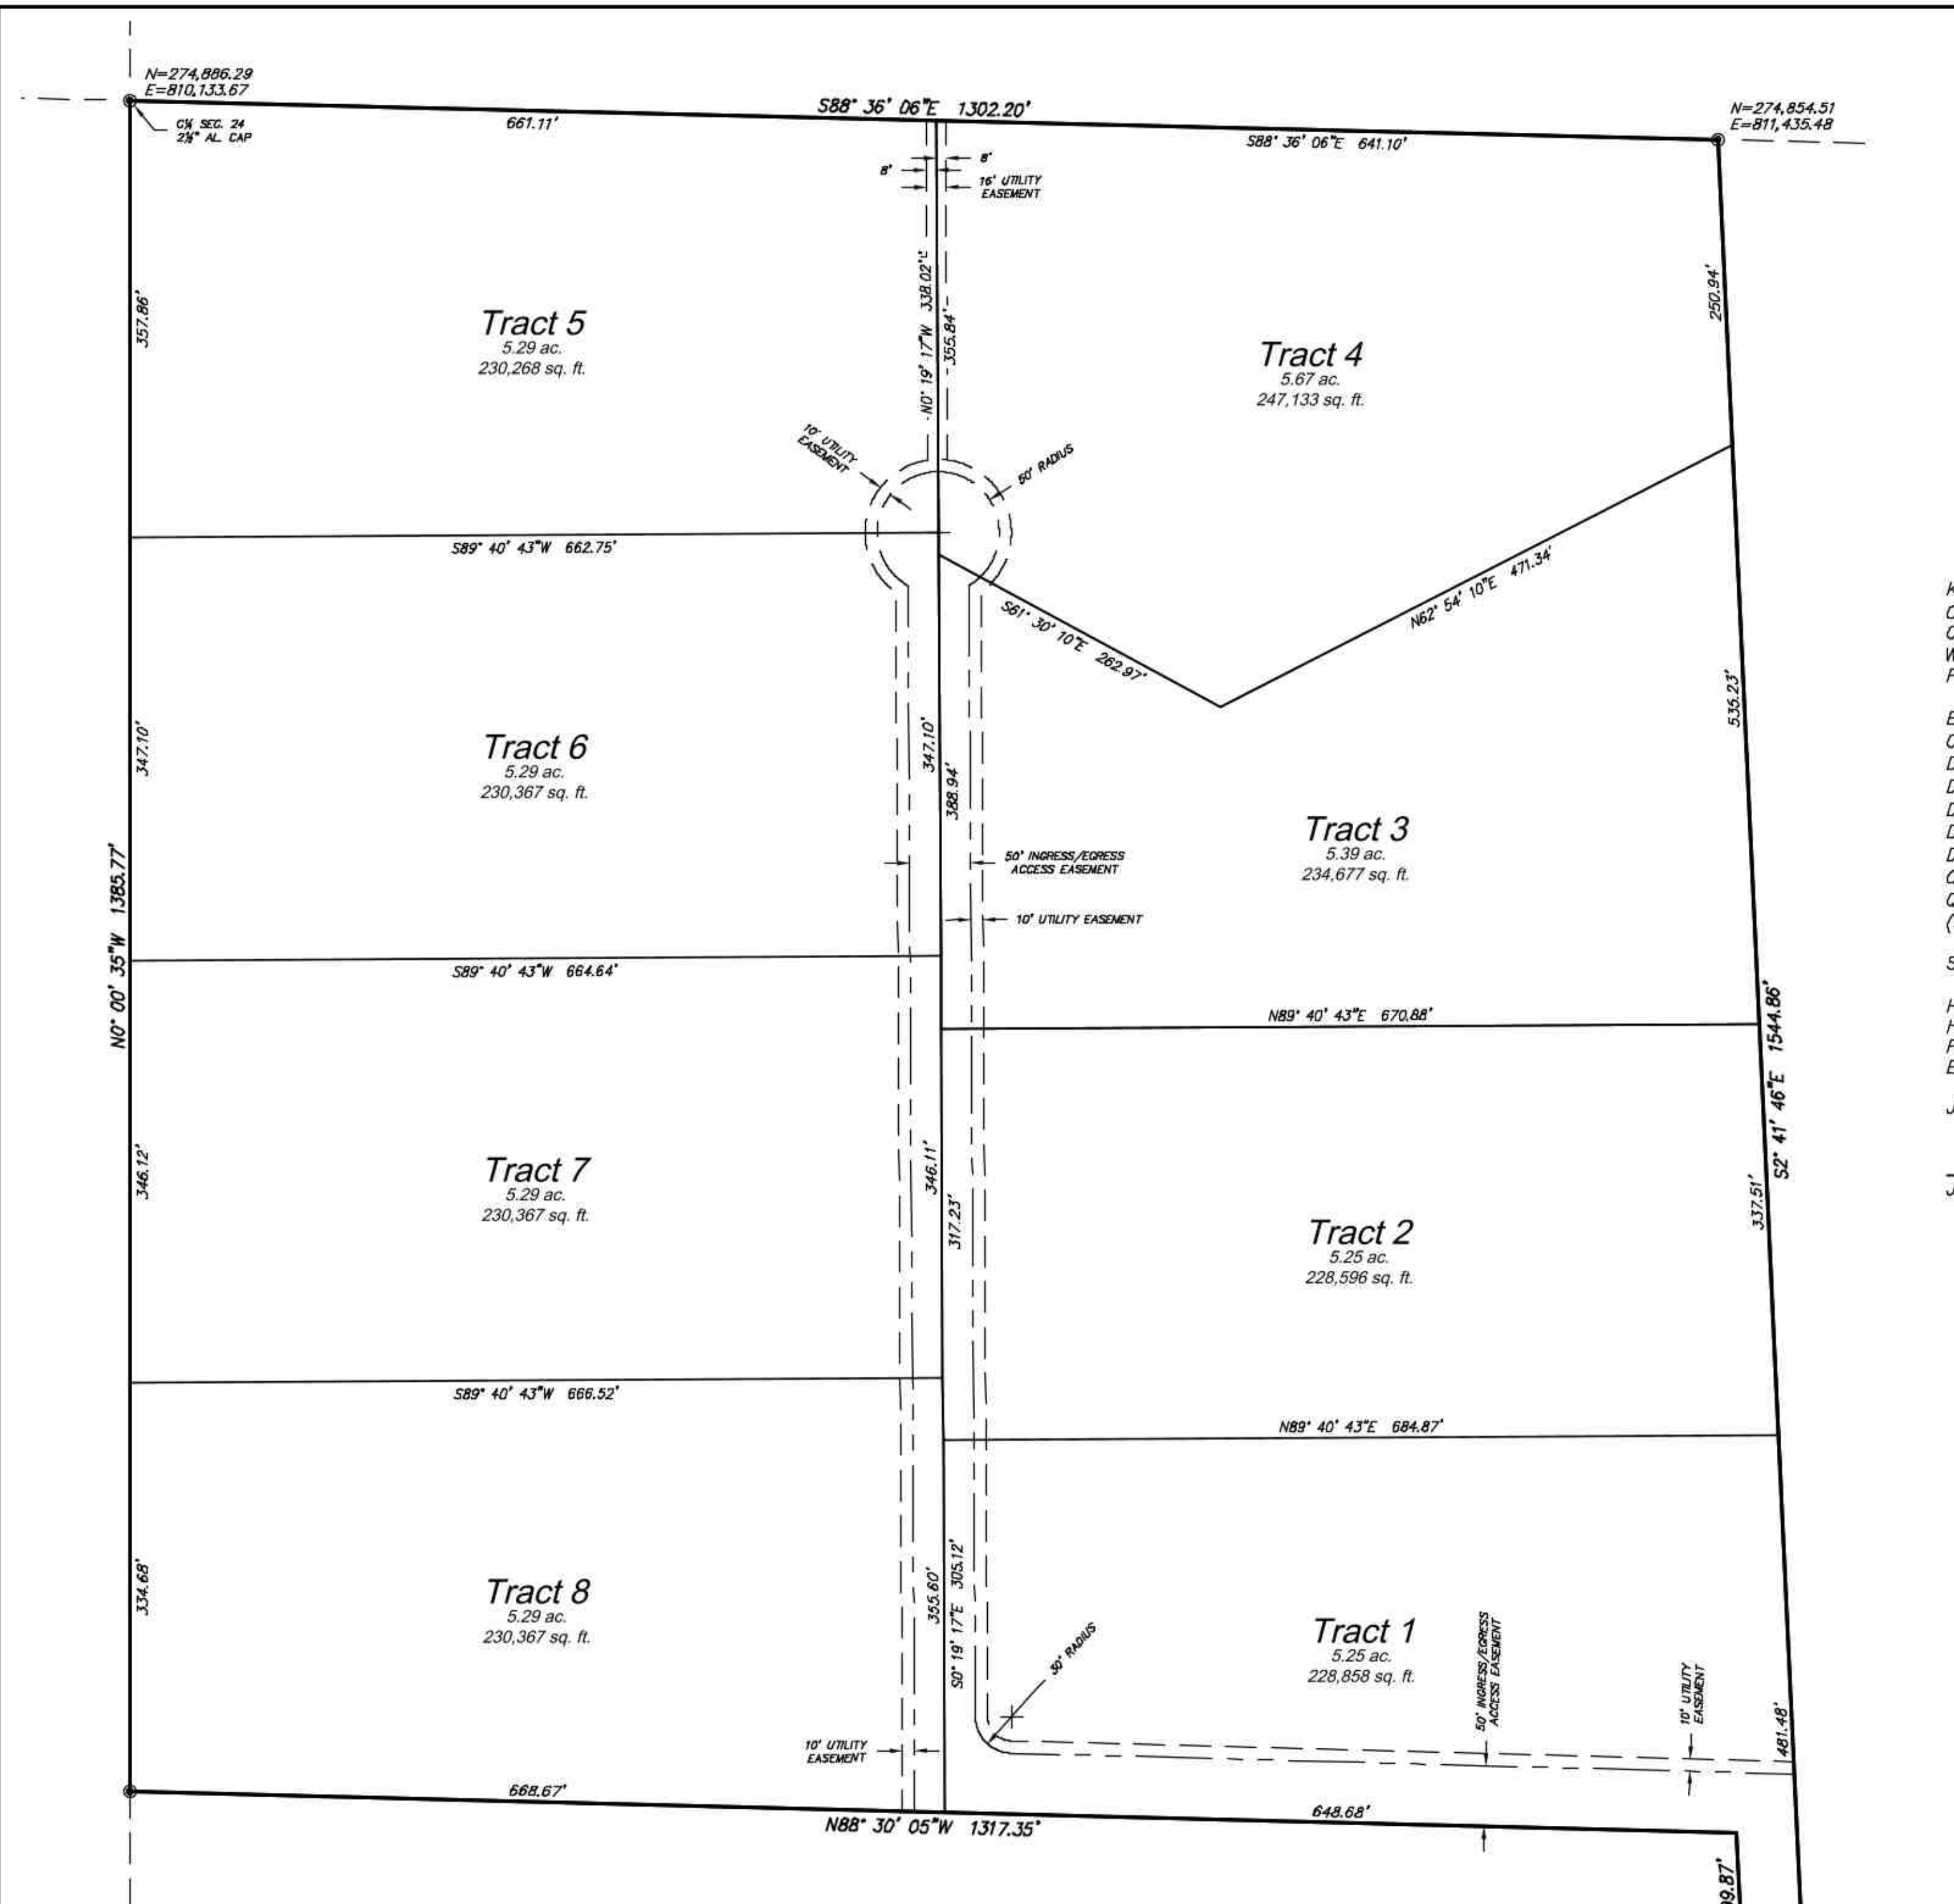 N=274,886.29
E=810,133.67
C¼ SEC. 24
2½" AL. CAP
661.11'
S88° 36' 06"E 1302.20'
N=274,854.51
E=811,435.48
S88° 36' 06"E 641.10'
8'
8'
16' UTILITY
EASEMENT
357.86'
Tract 5
5.29 ac.
230,268 sq. ft.
N0° 19' 17"W 338.02'
355.84'
250.94'
Tract 4
5.67 ac.
247,133 sq. ft.
10' UTILITY
EASEMENT
50' RADIUS
S89° 40' 43"W 662.75'
S61° 30' 10"E 262.97'
N62° 54' 10"E 471.34'
535.23'
347.10'
Tract 6
5.29 ac.
230,367 sq. ft.
347.10'
388.94'
Tract 3
5.39 ac.
234,677 sq. ft.
50' INGRESS/EGRESS
ACCESS EASEMENT
10' UTILITY EASEMENT
N0° 00' 35"W 1385.77'
S89° 40' 43"W 664.64'
N89° 40' 43"E 670.88'
S2° 41' 46"E 1544.86'
346.12'
Tract 7
5.29 ac.
230,367 sq. ft.
346.11'
317.23'
Tract 2
5.25 ac.
228,596 sq. ft.
337.51'
S89° 40' 43"W 666.52'
N89° 40' 43"E 684.87'
334.68'
Tract 8
5.29 ac.
230,367 sq. ft.
355.60'
S0° 19' 17"E 305.12'
30' RADIUS
Tract 1
5.25 ac.
228,858 sq. ft.
50' INGRESS/EGRESS
ACCESS EASEMENT
10' UTILITY
EASEMENT
481.48'
10' UTILITY
EASEMENT
668.67'
N88° 30' 05"W 1317.35'
648.68'
9.87'